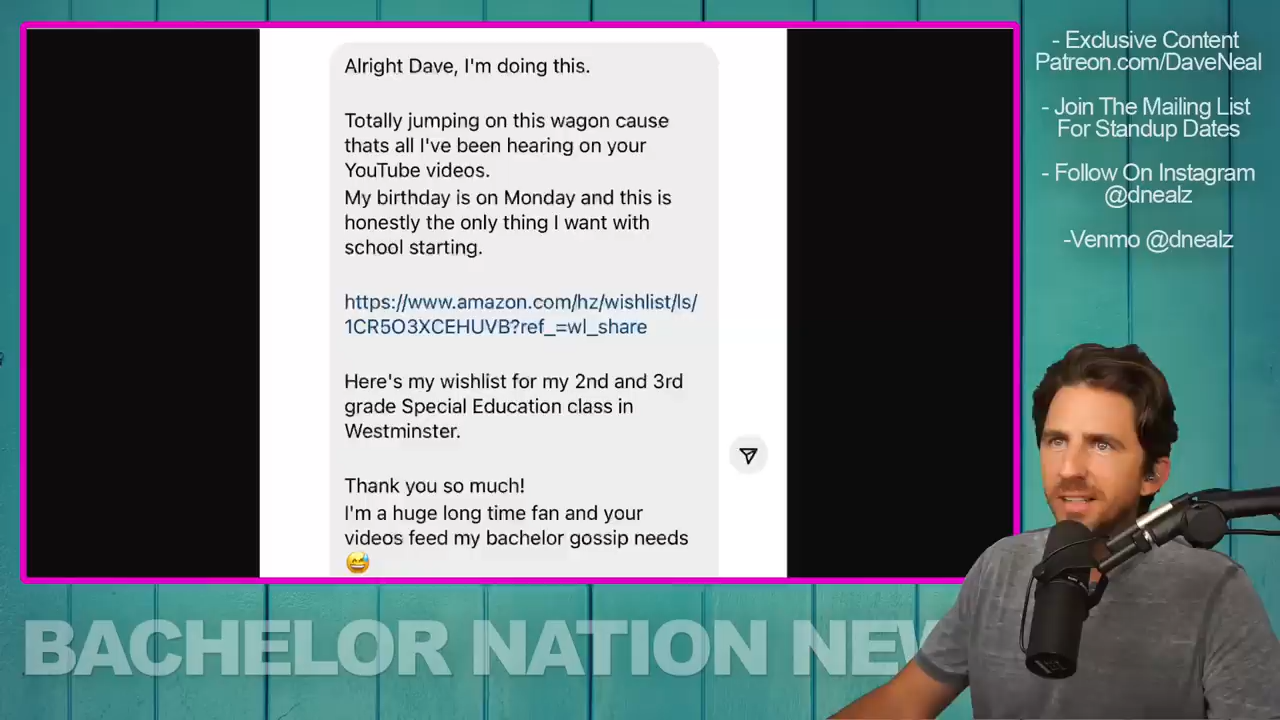 Alright Dave, I'm doing this.
Totally jumping on this wagon cause
thats all I've been hearing on your
YouTube videos.
My birthday is on Monday and this is
honestly the only thing I want with
school starting.
https://www.amazon.com/hz/wishlist/ls/
1CR5O3XCEHUVB?ref_=wl_share
Here's my wishlist for my 2nd and 3rd
grade Special Education class in
Westminster.
Thank you so much!
I'm a huge long time fan and your
videos feed my bachelor gossip needs
😅
- Exclusive Content
Patreon.com/DaveNeal
- Join The Mailing List
For Standup Dates
- Follow On Instagram
@dnealz
-Venmo @dnealz
BACHELOR NATION NEW